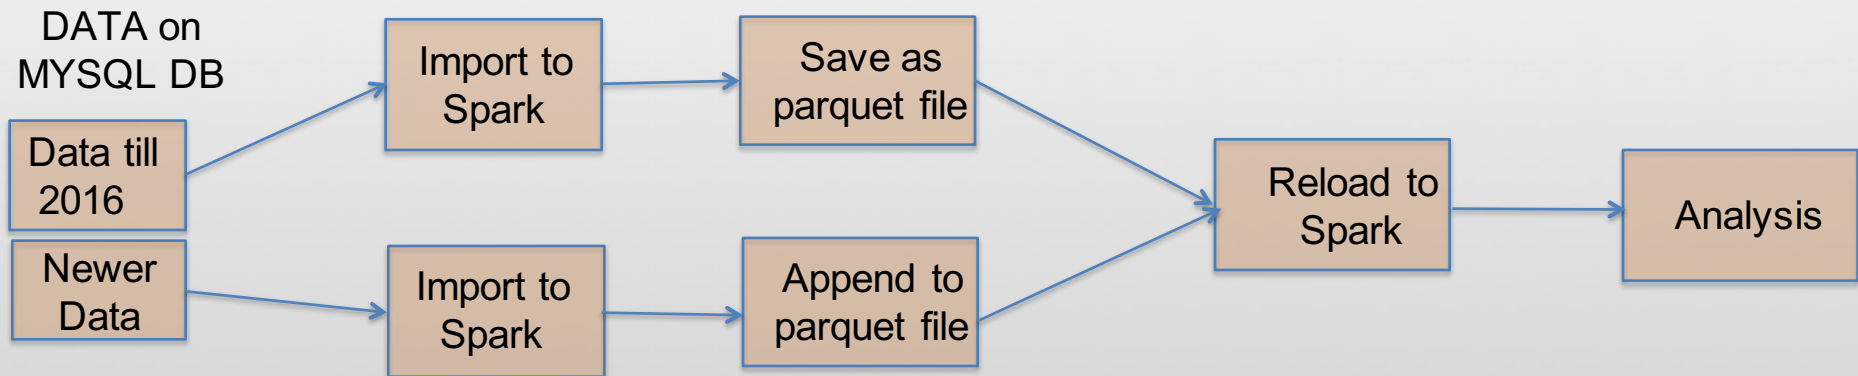 DATA on
MYSQL DB
Data till
2016
Import to
Spark
Save as
parquet file
Newer
Data
Import to
Spark
Append to
parquet file
Reload to
Spark
Analysis